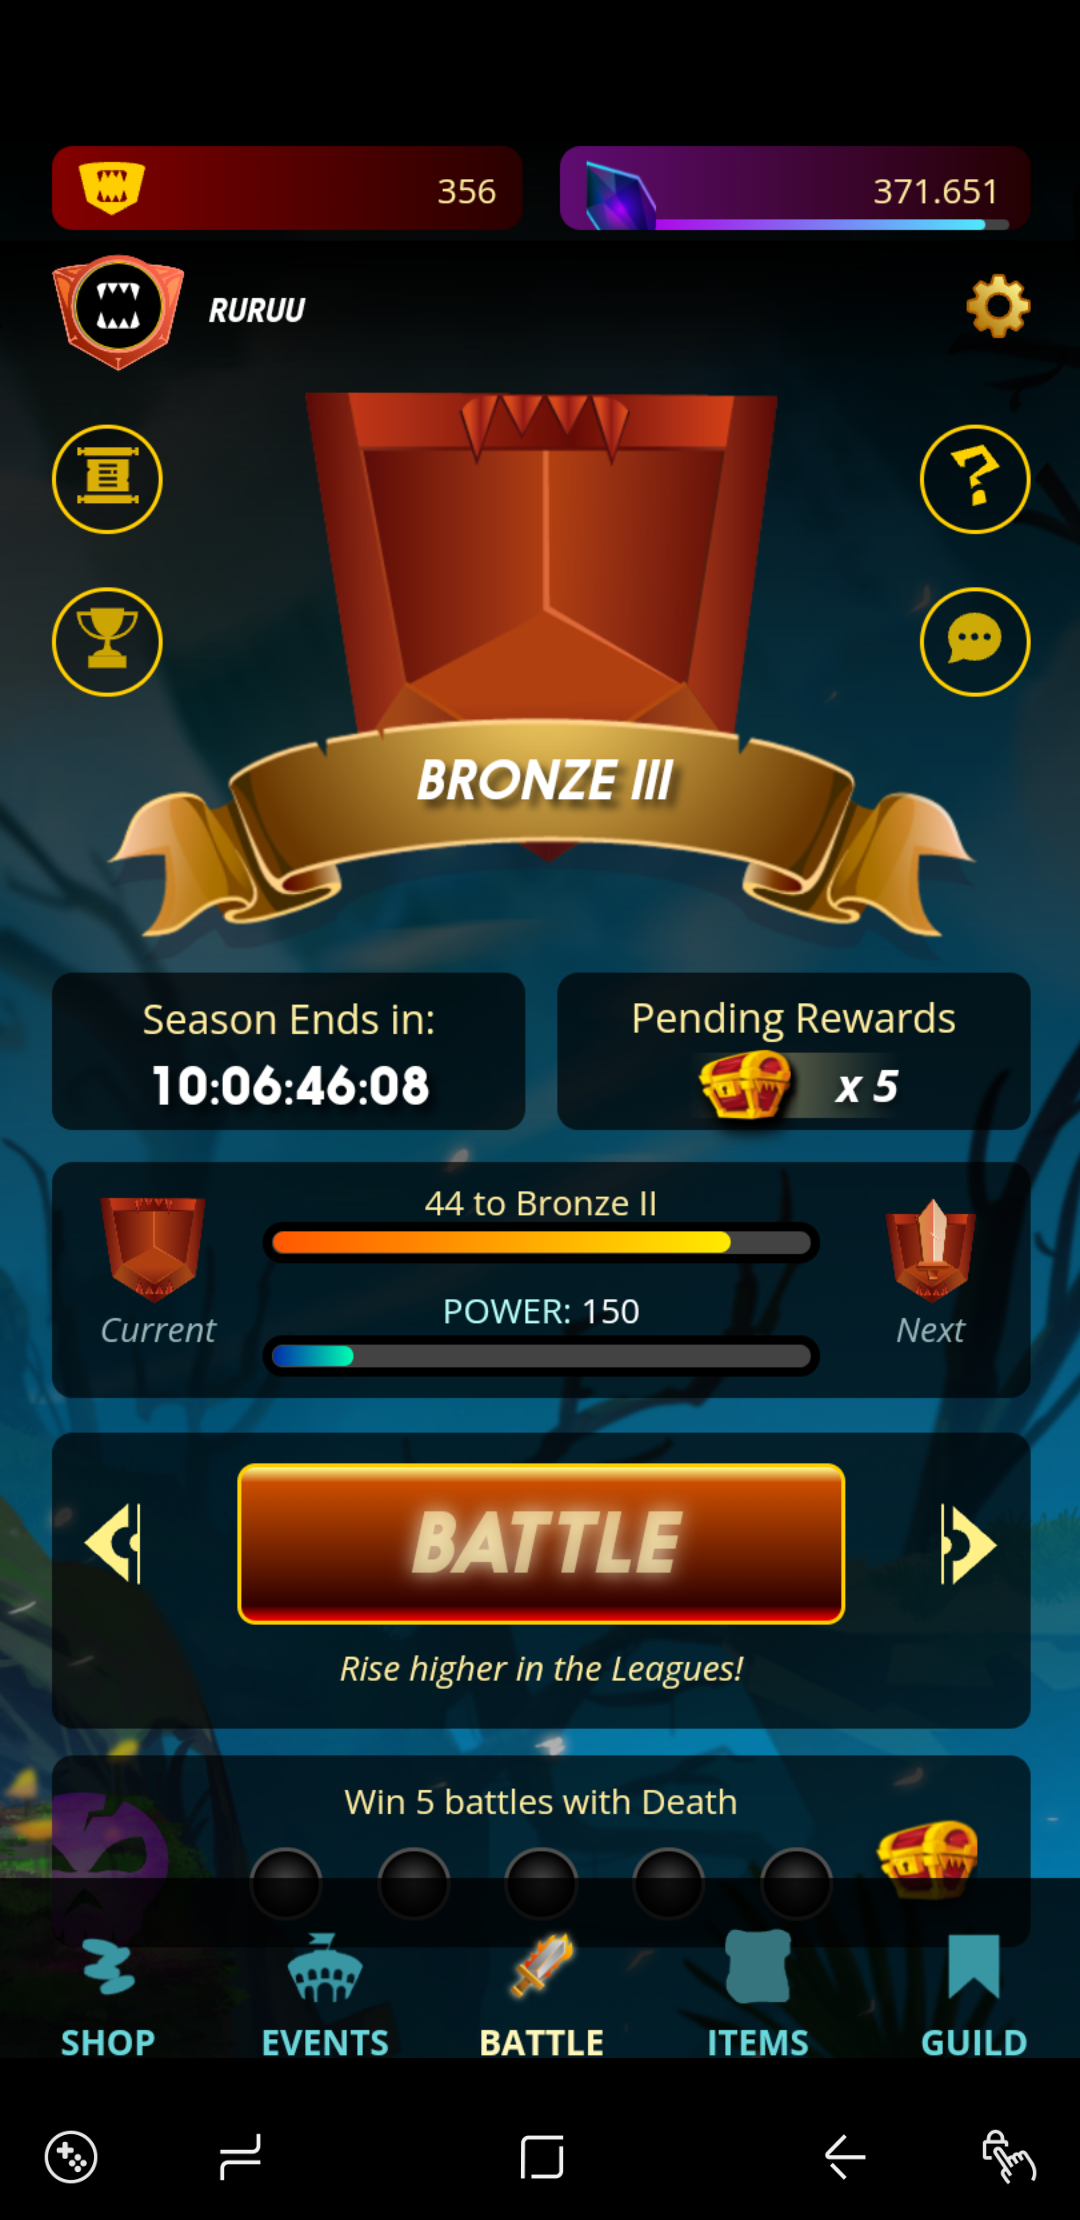 356
371.651
RURUU
BRONZE III
Season Ends in:
10:06:46:08
Pending Rewards
x 5
44 to Bronze II
POWER: 150
Current
Next
BATTLE
Rise higher in the Leagues!
Win 5 battles with Death
SHOP
EVENTS
BATTLE
ITEMS
GUILD